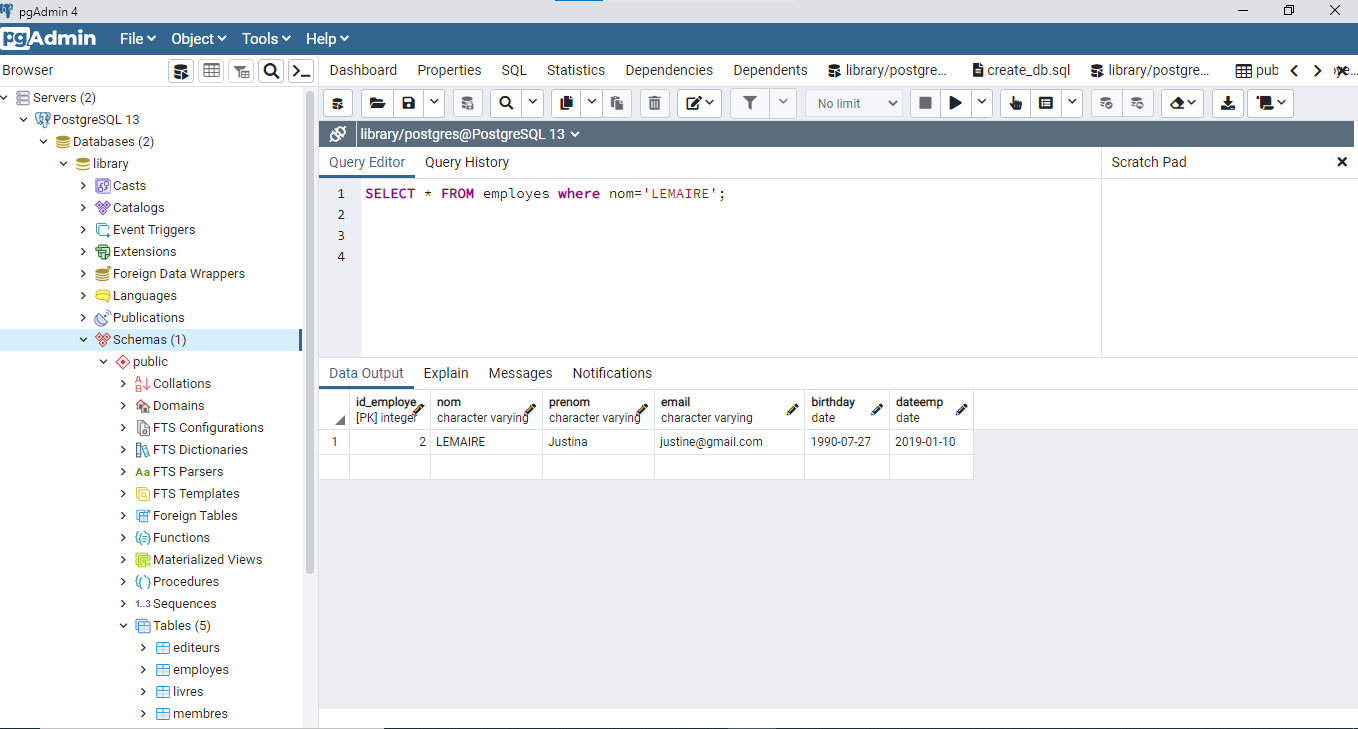 pgAdmin 4
pgAdmin File Object Tools Help
Browser
Dashboard Properties SQL Statistics Dependencies Dependents library/postgre... create_db.sql library/postgre... pub
Servers (2)
PostgreSQL 13
Databases (2)
library
Casts
Catalogs
Event Triggers
Extensions
Foreign Data Wrappers
Languages
Publications
Schemas (1)
public
Collations
Domains
FTS Configurations
FTS Dictionaries
Aa FTS Parsers
FTS Templates
Foreign Tables
Functions
Materialized Views
Procedures
1..3 Sequences
Tables (5)
editeurs
employes
livres
membres
No limit
library/postgres@PostgreSQL 13
Query Editor Query History
Scratch Pad
1 SELECT * FROM employes where nom='LEMAIRE';
2
3
4
Data Output Explain Messages Notifications
id_employe nom prenom email birthday dateemp
[PK] integer character varying character varying character varying date date
1 2 LEMAIRE Justina justine@gmail.com 1990-07-27 2019-01-10